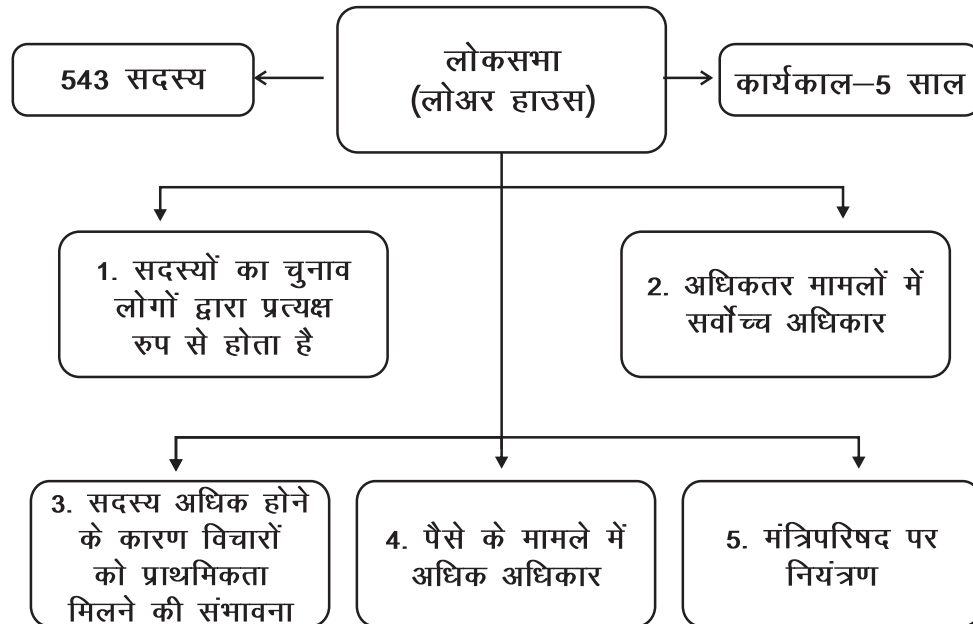 543 सदस्य
लोकसभा
(लोअर हाउस)
कार्यकाल–5 साल
1. सदस्यों का चुनाव
लोगों द्वारा प्रत्यक्ष
रुप से होता है
2. अधिकतर मामलों में
सर्वोच्च अधिकार
3. सदस्य अधिक होने
के कारण विचारों
को प्राथमिकता
मिलने की संभावना
4. पैसे के मामले में
अधिक अधिकार
5. मंत्रिपरिषद पर
नियंत्रण